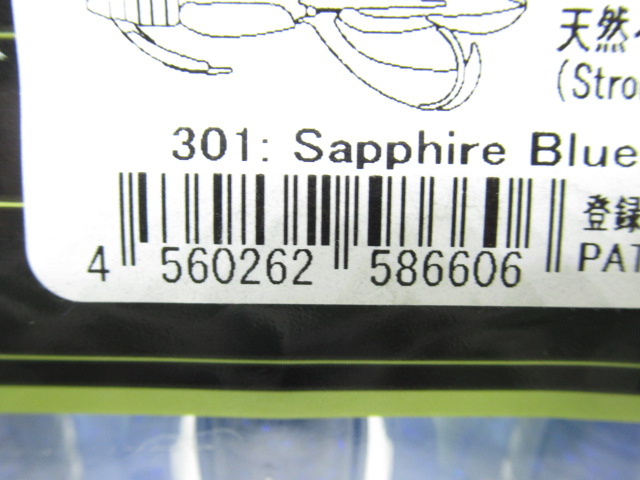 天然
(Stro
301: Sapphire Blue
登録
PAT
4 560262 586606